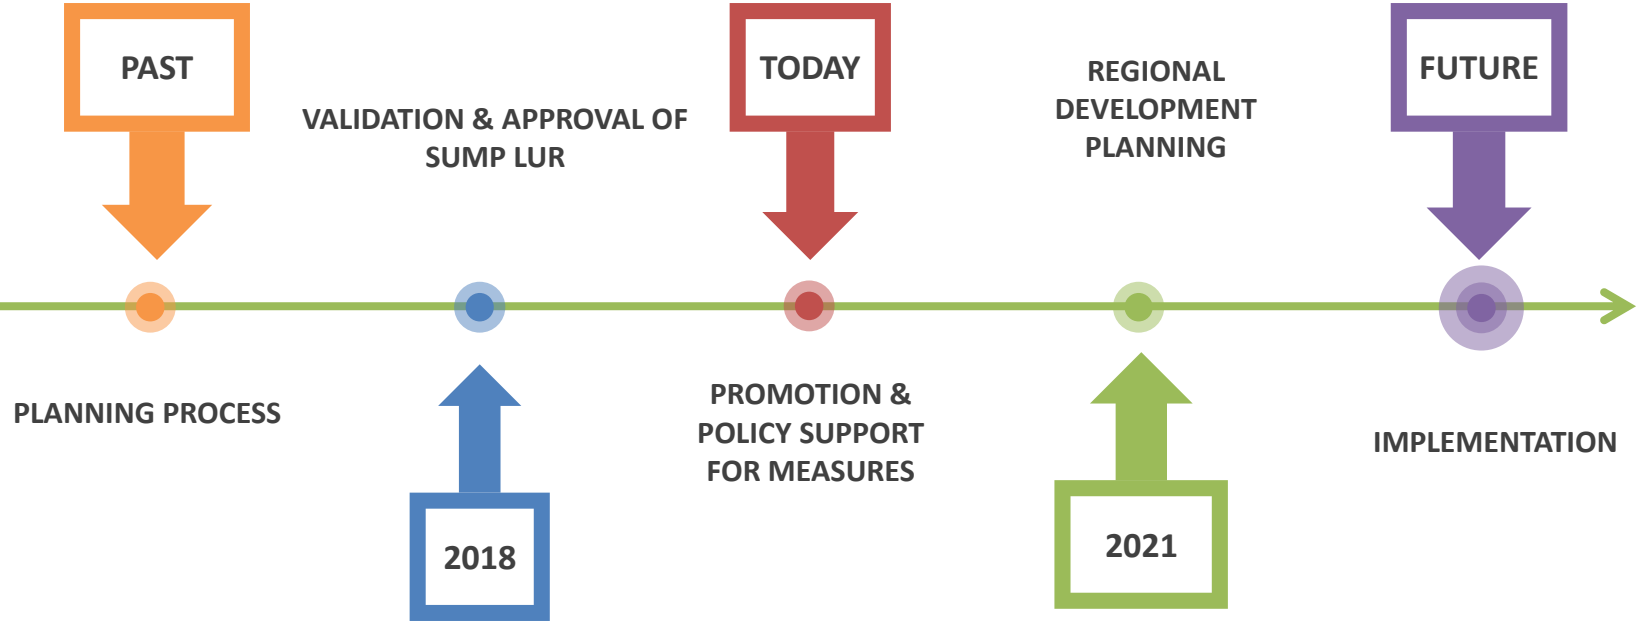 PAST
PLANNING PROCESS
VALIDATION & APPROVAL OF
SUMP LUR
2018
TODAY
PROMOTION &
POLICY SUPPORT
FOR MEASURES
REGIONAL
DEVELOPMENT
PLANNING
2021
FUTURE
IMPLEMENTATION